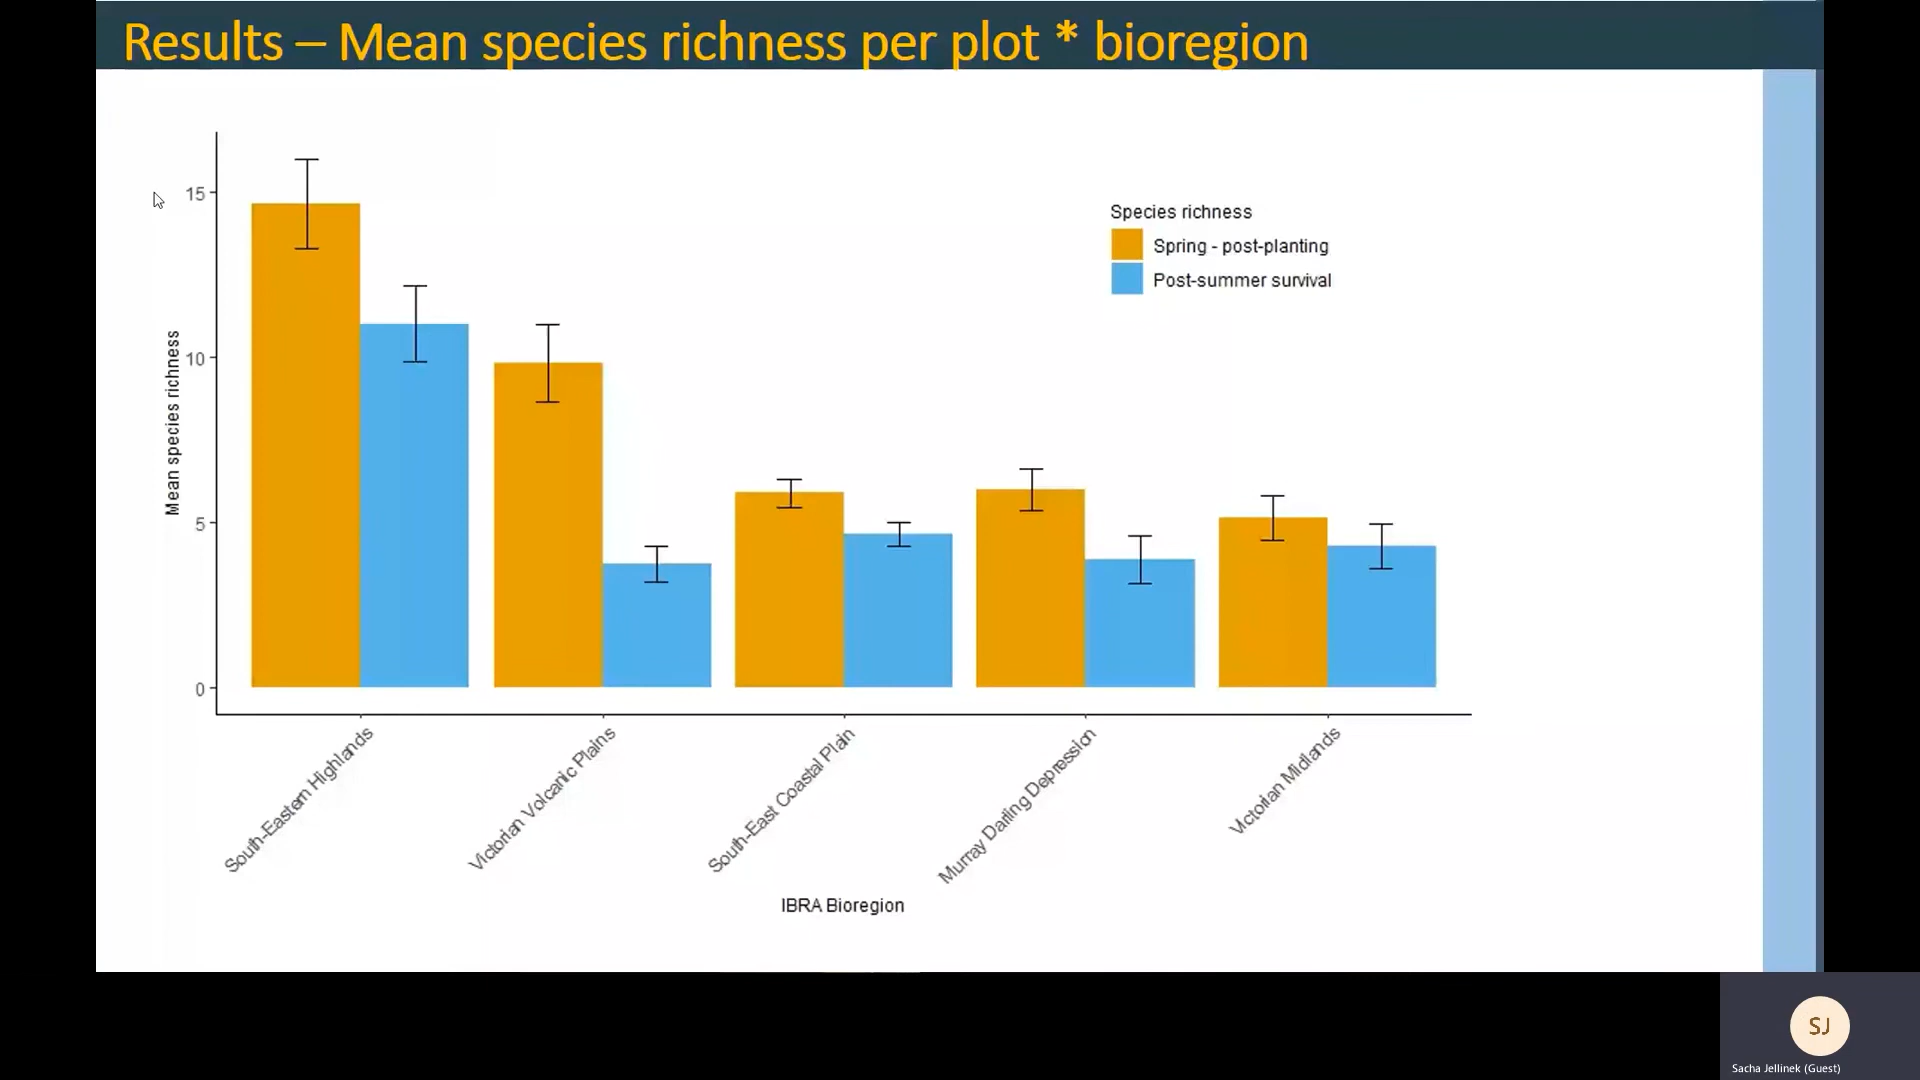 Results – Mean species richness per plot * bioregion
Mean species richness
15
10
5
0
Species richness
Spring - post-planting
Post-summer survival
South-Eastern Highlands
Victorian Volcanic Plains
South-East Coastal Plain
Murray Darling Depression
Victorian Midlands
IBRA Bioregion
SJ
Sacha Jellinek (Guest)